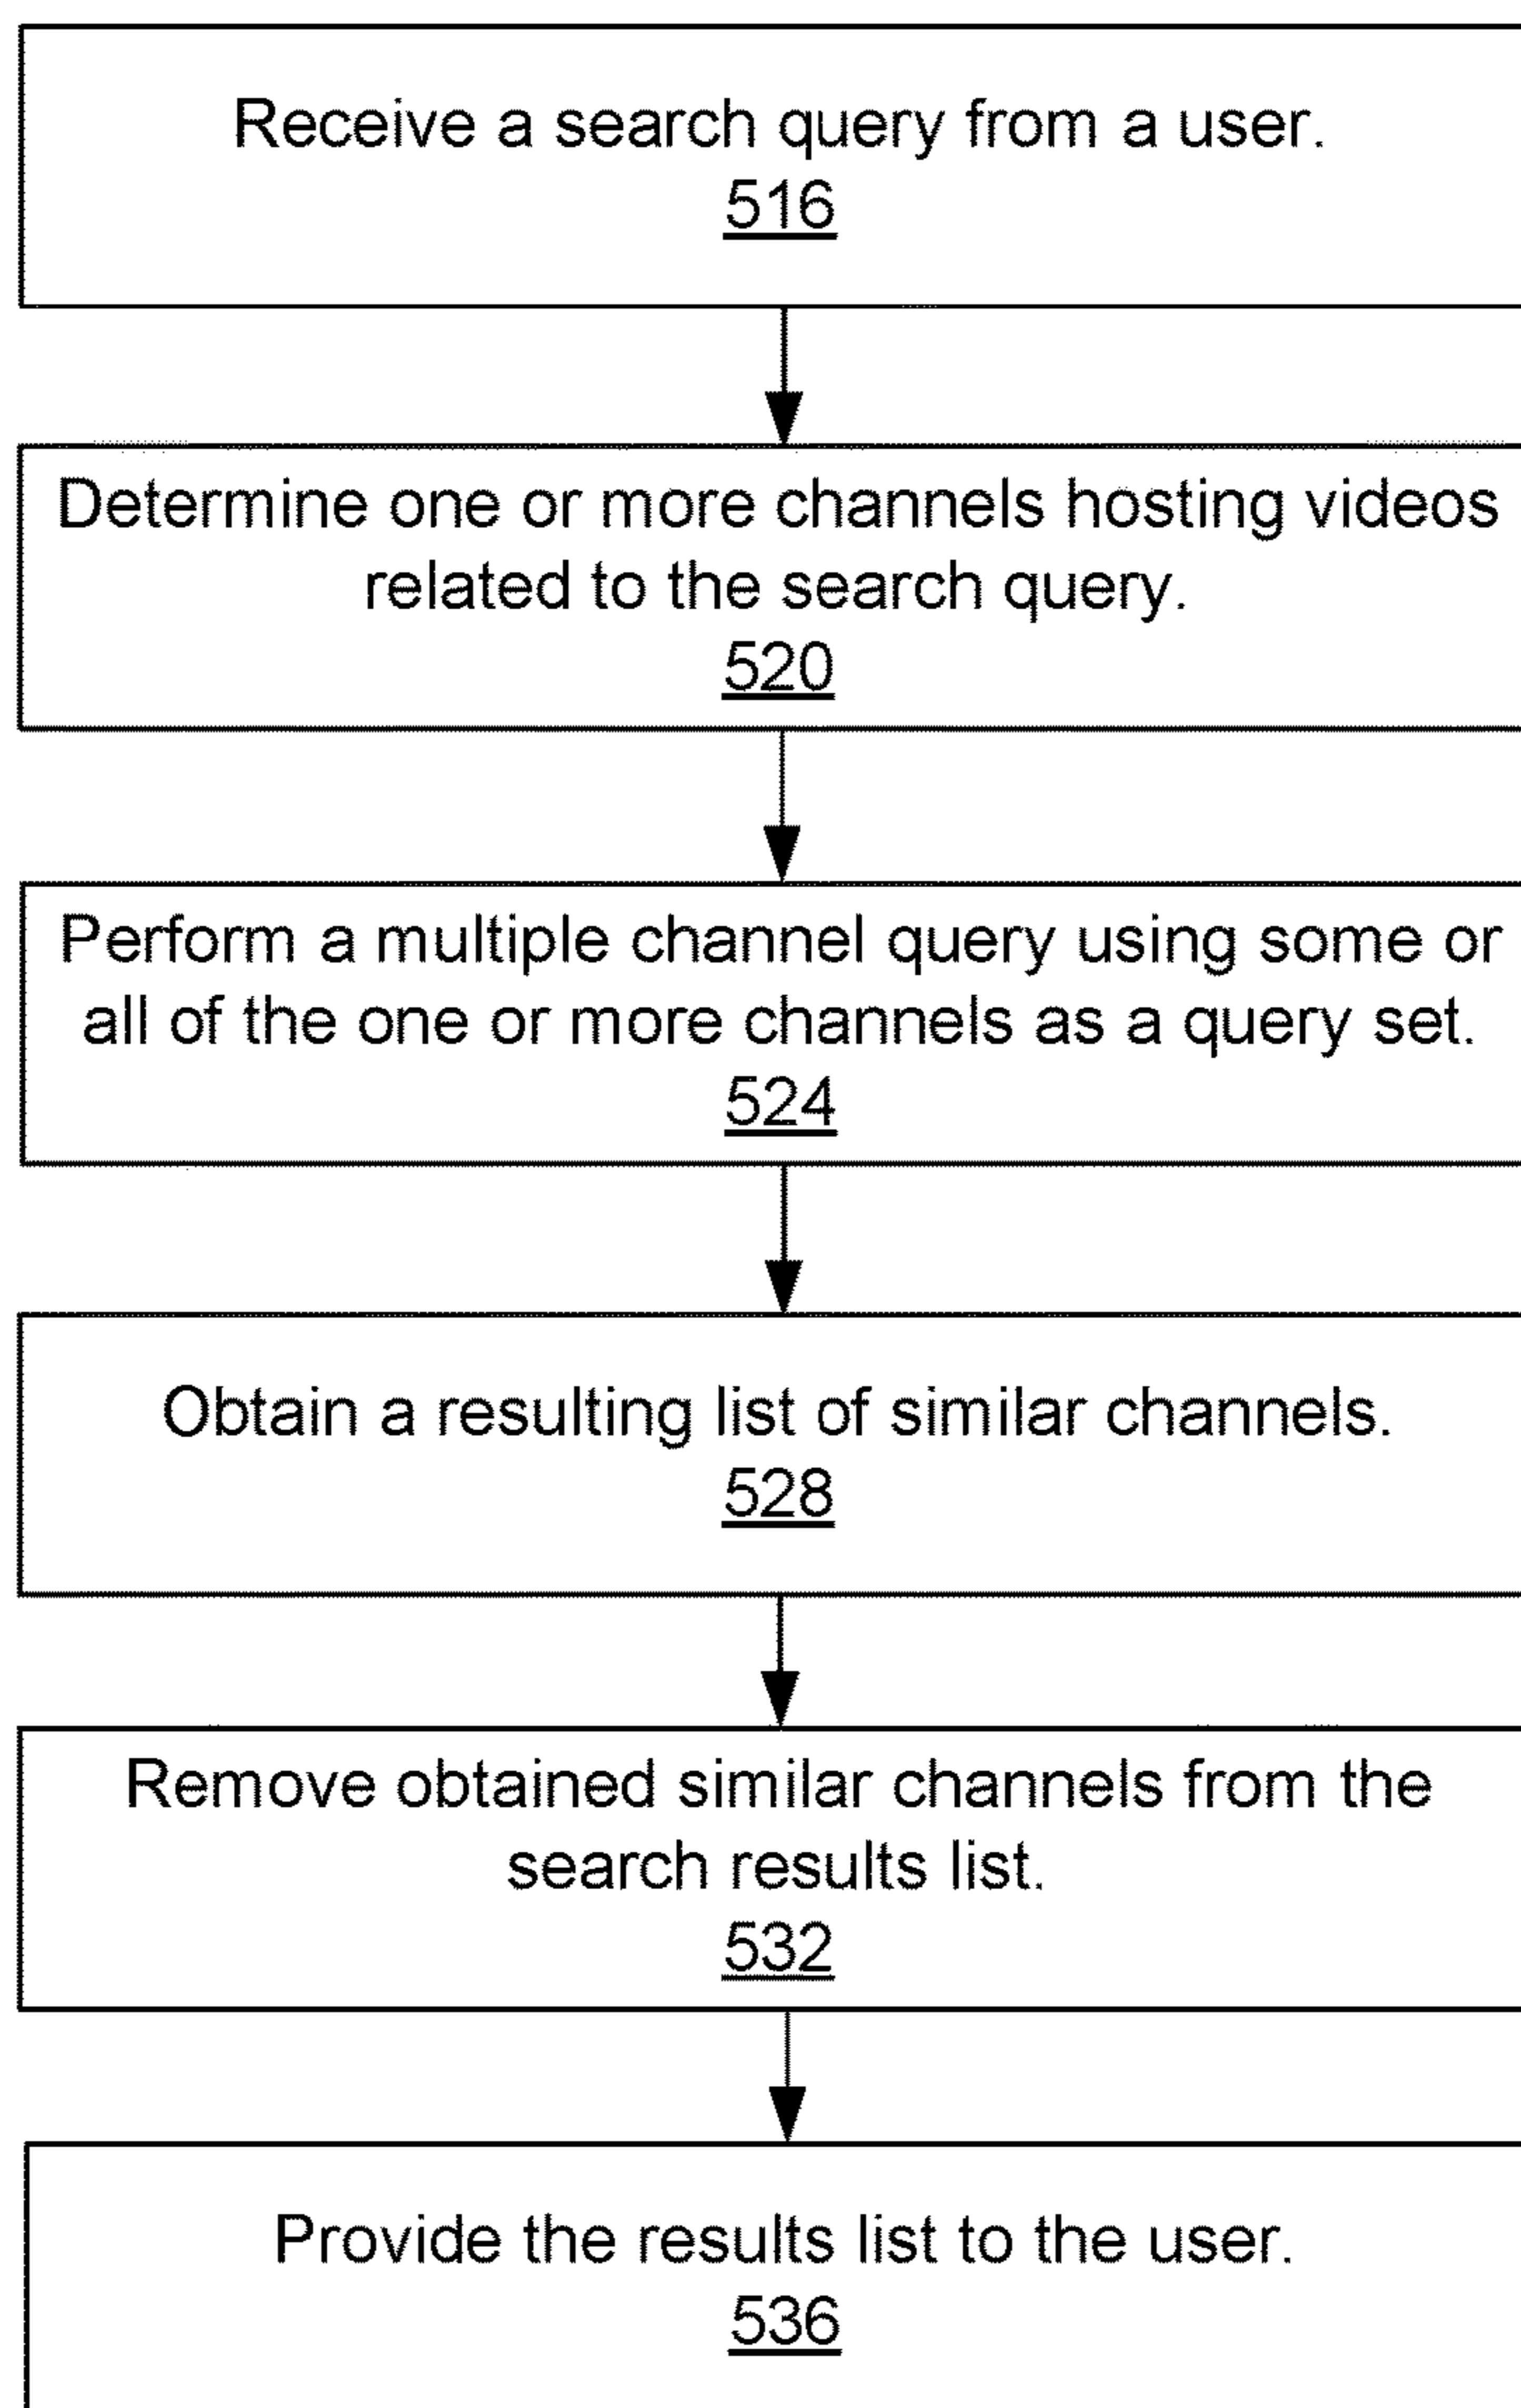 Receive a search query from a user.
516
Determine one or more channels hosting videos
related to the search query.
520
Perform a multiple channel query using some or
all of the one or more channels as a query set.
524
Obtain a resulting list of similar channels.
528
Remove obtained similar channels from the
search results list.
532
Provide the results list to the user.
536